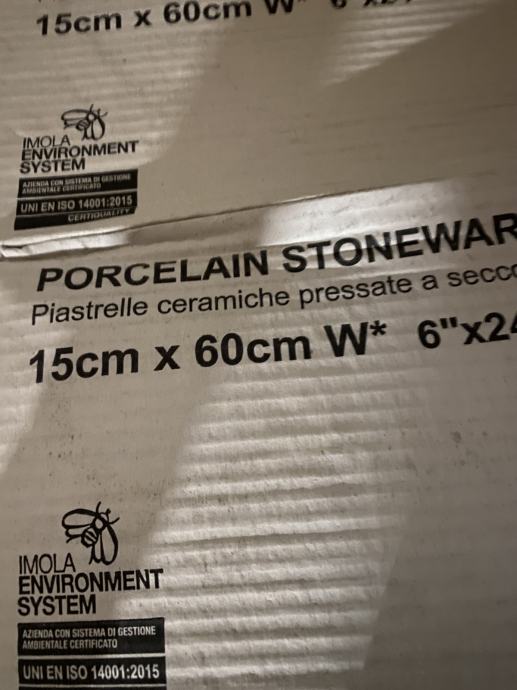 15cm x 60cm W*
IMOLA
ENVIRONMENT
SYSTEM
AZIENDA CON SISTEMA DI GESTIONE
AMBIENTALE CERTIFICATO
UNI EN ISO 14001:2015
CERTIQUALITY
PORCELAIN STONEWAR
Piastrelle ceramiche pressate a secco
15cm x 60cm W* 6"x24
IMOLA
ENVIRONMENT
SYSTEM
AZIENDA CON SISTEMA DI GESTIONE
AMBIENTALE CERTIFICATO
UNI EN ISO 14001:2015